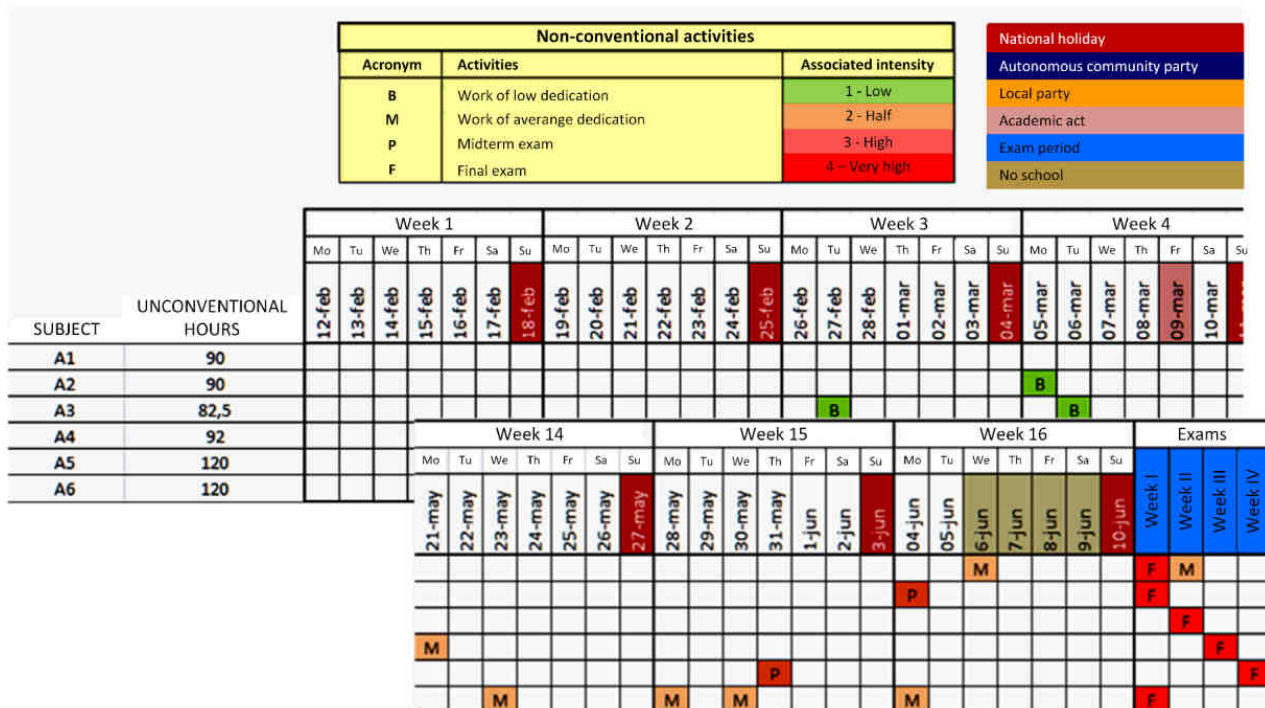 Non-conventional activities
Acronym Activities Associated intensity
B Work of low dedication 1 - Low
M Work of averange dedication 2 - Half
P Midterm exam 3 - High
F Final exam 4 – Very high
National holiday
Autonomous community party
Local party
Academic act
Exam period
No school
Week 1 Week 2 Week 3 Week 4
Mo Tu We Th Fr Sa Su Mo Tu We Th Fr Sa Su Mo Tu We Th Fr Sa Su Mo Tu We Th Fr Sa Su
12-feb 13-feb 14-feb 15-feb 16-feb 17-feb 18-feb 19-feb 20-feb 21-feb 22-feb 23-feb 24-feb 25-feb 26-feb 27-feb 28-feb 01-mar 02-mar 03-mar 04-mar 05-mar 06-mar 07-mar 08-mar 09-mar 10-mar
SUBJECT UNCONVENTIONAL HOURS
A1 90
A2 90 B
A3 82,5 B B
A4 92
A5 120
A6 120
Week 14 Week 15 Week 16 Exams
Mo Tu We Th Fr Sa Su Mo Tu We Th Fr Sa Su Mo Tu We Th Fr Sa Su
21-may 22-may 23-may 24-may 25-may 26-may 27-may 28-may 29-may 30-may 31-may 1-jun 2-jun 3-jun 04-jun 05-jun 6-jun 7-jun 8-jun 9-jun 10-jun Week I Week II Week III Week IV
M F M
P F
F
M F
P F
M M M M F